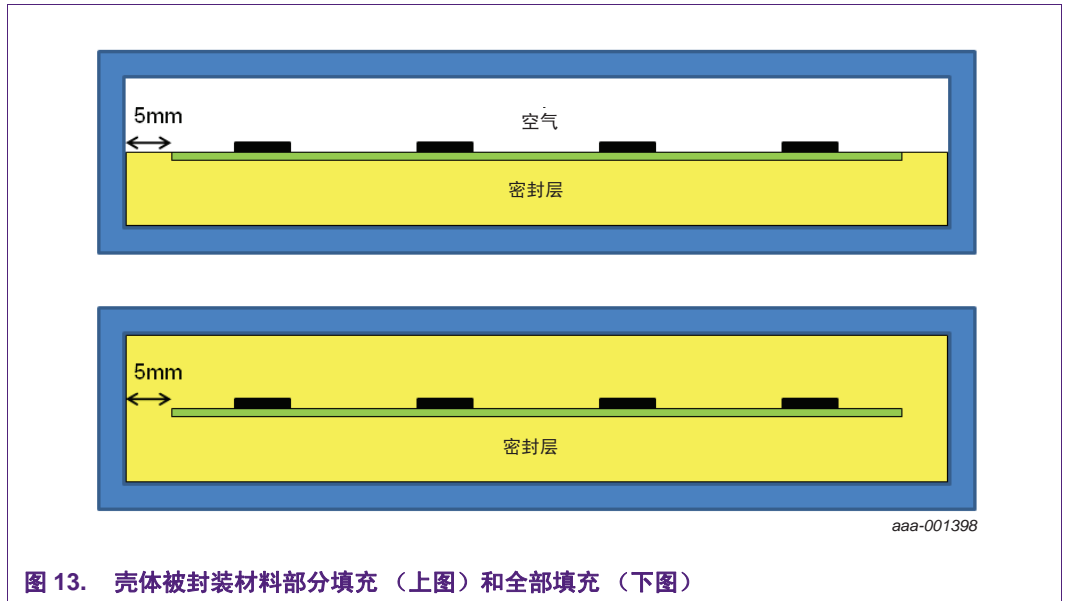 5mm
空气
密封层
5mm
密封层
aaa-001398
图 13. 壳体被封装材料部分填充 （上图）和全部填充 （下图）